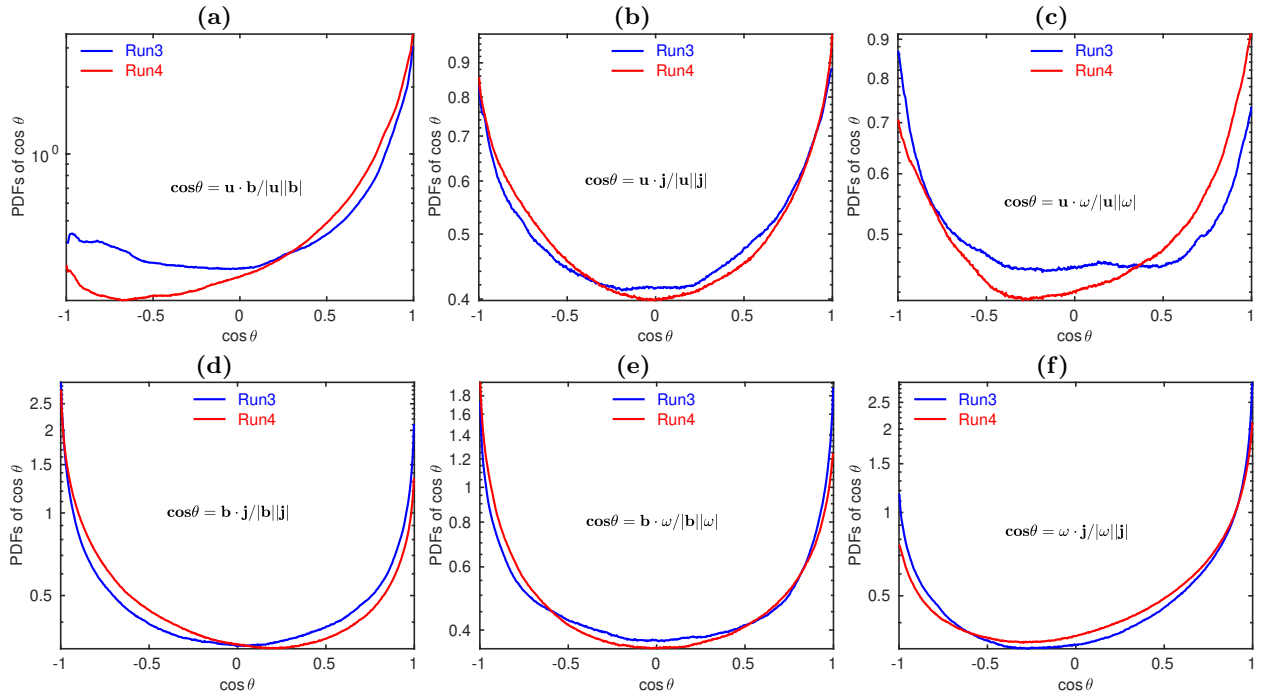 (a)
Run3
Run4
PDFs of cos θ
10^0
cosθ = u · b/|u||b|
-1 -0.5 0 0.5 1
cos θ
(b)
Run3
Run4
PDFs of cos θ
0.9
0.8
0.7
0.6
0.5
0.4
cosθ = u · j/|u||j|
-1 -0.5 0 0.5 1
cos θ
(c)
Run3
Run4
PDFs of cos θ
0.9
0.8
0.7
0.6
0.5
cosθ = u · ω/|u||ω|
-1 -0.5 0 0.5 1
cos θ
(d)
Run3
Run4
PDFs of cos θ
2.5
2
1.5
1
0.5
cosθ = b · j/|b||j|
-1 -0.5 0 0.5 1
cos θ
(e)
Run3
Run4
PDFs of cos θ
1.8
1.6
1.4
1.2
1
0.8
0.6
0.4
cosθ = b · ω/|b||ω|
-1 -0.5 0 0.5 1
cos θ
(f)
Run3
Run4
PDFs of cos θ
2.5
2
1.5
1
0.5
cosθ = ω · j/|ω||j|
-1 -0.5 0 0.5 1
cos θ